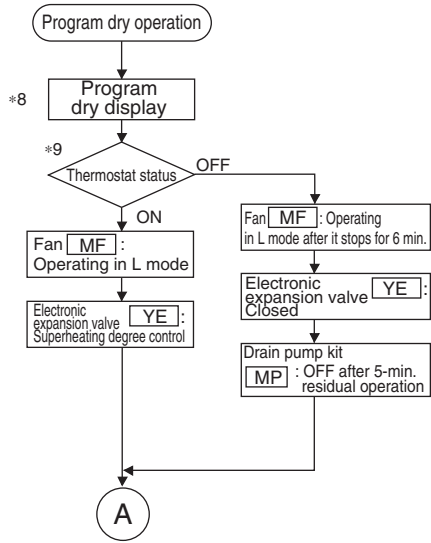 Program dry operation
*8
Program
dry display
*9
Thermostat status
OFF
ON
Fan MF :
Operating in L mode
Electronic
expansion valve YE :
Superheating degree control
Fan MF : Operating
in L mode after it stops for 6 min.
Electronic
expansion valve YE :
Closed
Drain pump kit
MP : OFF after 5-min.
residual operation
A